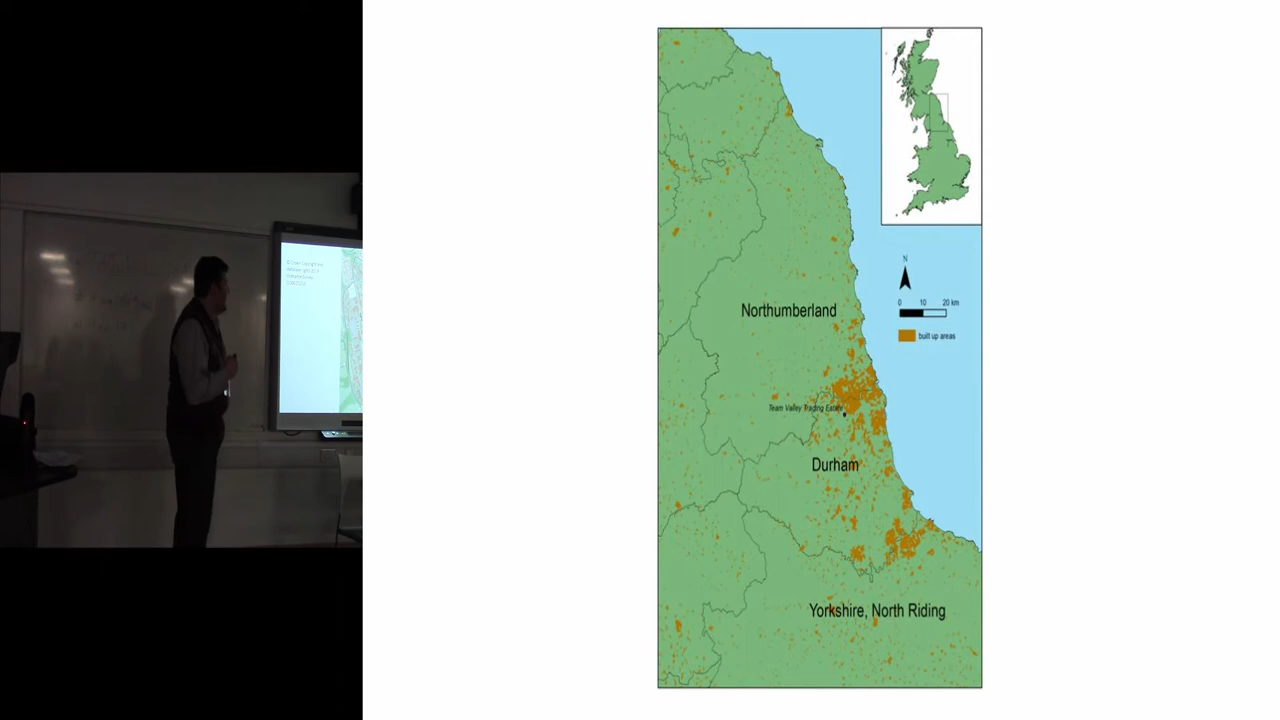 N
0 10 20 km
built up areas
Northumberland
Team Valley Trading Estate
Durham
Yorkshire, North Riding